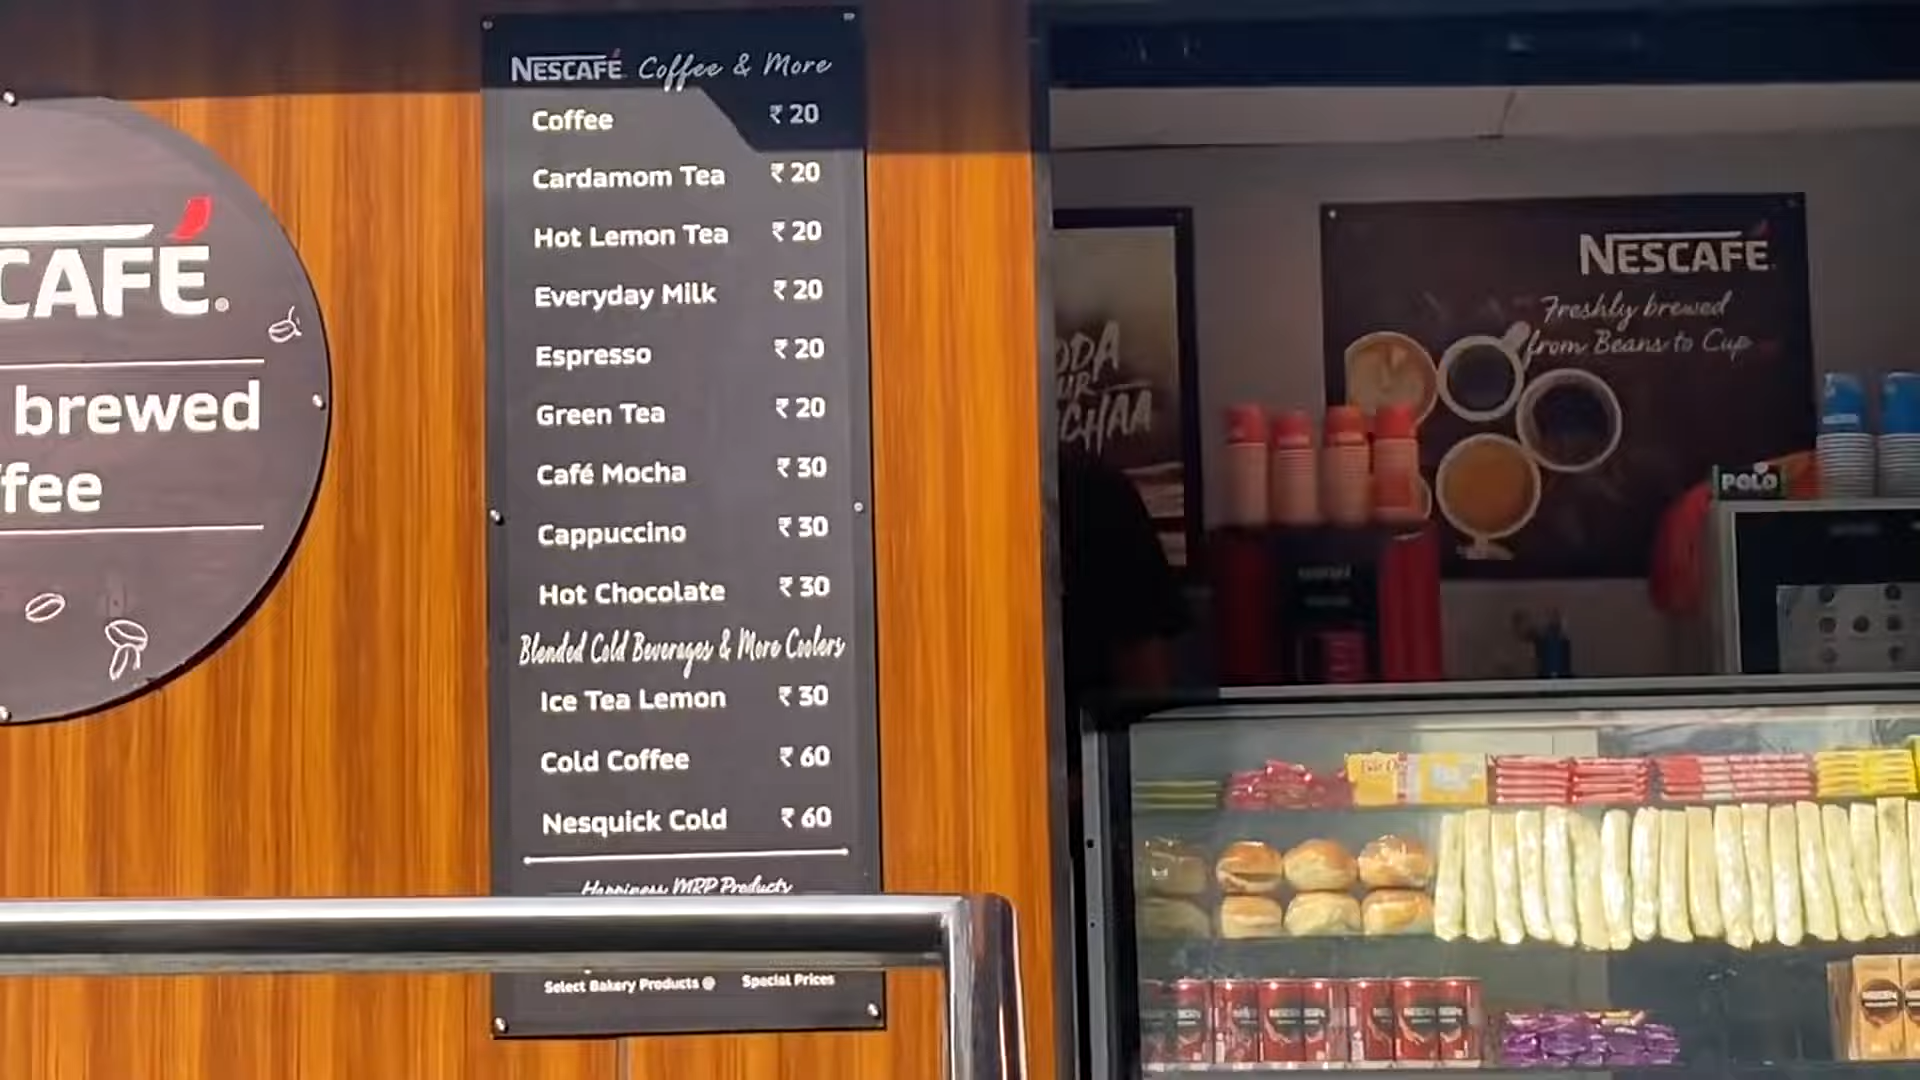 CAFÉ.
brewed
NESCAFÉ Coffee & More
Coffee ₹ 20
Cardamom Tea ₹ 20
Hot Lemon Tea ₹ 20
Everyday Milk ₹ 20
Espresso ₹ 20
Green Tea ₹ 20
Café Mocha ₹ 30
Cappuccino ₹ 30
Hot Chocolate ₹ 30
Blended Cold Beverages & More Coolers
Ice Tea Lemon ₹ 30
Cold Coffee ₹ 60
Nesquick Cold ₹ 60
Happiness MRP Products
Select Bakery Products @ Special Prices
NESCAFÉ
Freshly brewed
from Beans to Cup
POLO